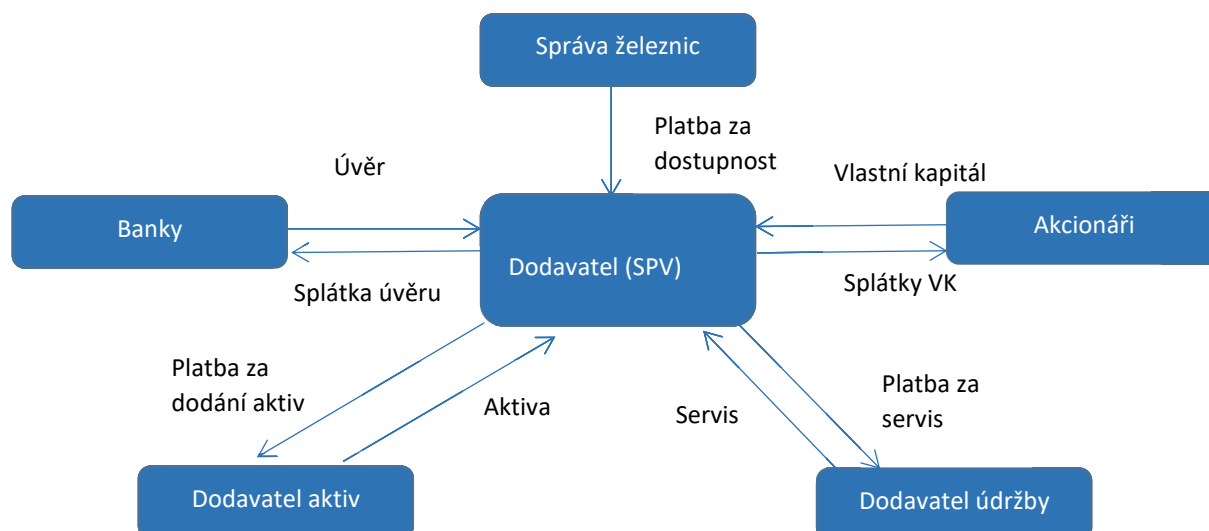 Správa železnic
Platba za
dostupnost
Úvěr
Vlastní kapitál
Banky
Akcionáři
Dodavatel (SPV)
Splátka úvěru
Splátky VK
Platba za
dodání aktiv
Aktiva
Servis
Platba za
servis
Dodavatel aktiv
Dodavatel údržby